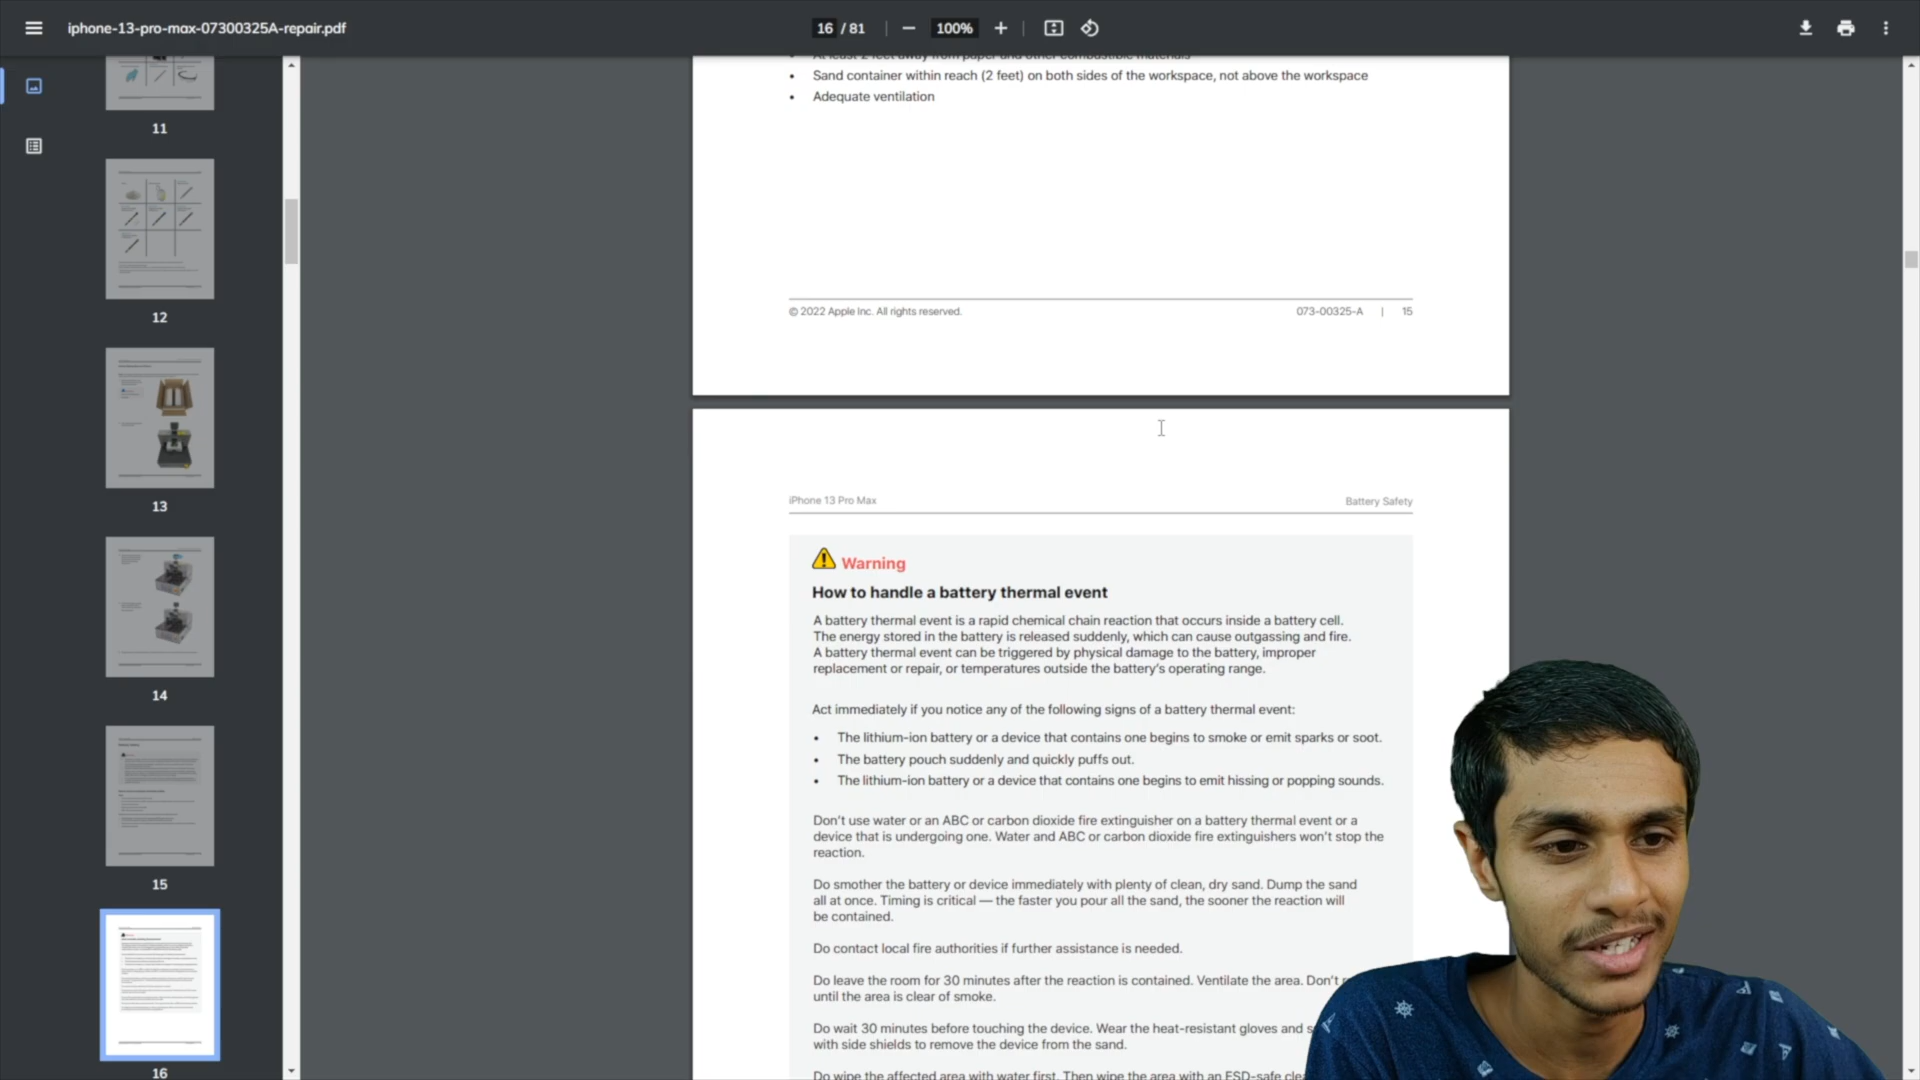 iphone-13-pro-max-07300325A-repair.pdf
16 / 81
100%
11
12
13
14
15
16
At least 2 feet away from paper and other combustible materials
• Sand container within reach (2 feet) on both sides of the workspace, not above the workspace
• Adequate ventilation
© 2022 Apple Inc. All rights reserved.
073-00325-A | 15
iPhone 13 Pro Max
Battery Safety
Warning
How to handle a battery thermal event
A battery thermal event is a rapid chemical chain reaction that occurs inside a battery cell.
The energy stored in the battery is released suddenly, which can cause outgassing and fire.
A battery thermal event can be triggered by physical damage to the battery, improper
replacement or repair, or temperatures outside the battery's operating range.
Act immediately if you notice any of the following signs of a battery thermal event:
• The lithium-ion battery or a device that contains one begins to smoke or emit sparks or soot.
• The battery pouch suddenly and quickly puffs out.
• The lithium-ion battery or a device that contains one begins to emit hissing or popping sounds.
Don't use water or an ABC or carbon dioxide fire extinguisher on a battery thermal event or a
device that is undergoing one. Water and ABC or carbon dioxide fire extinguishers won't stop the
reaction.
Do smother the battery or device immediately with plenty of clean, dry sand. Dump the sand
all at once. Timing is critical — the faster you pour all the sand, the sooner the reaction will
be contained.
Do contact local fire authorities if further assistance is needed.
Do leave the room for 30 minutes after the reaction is contained. Ventilate the area. Don't
until the area is clear of smoke.
Do wait 30 minutes before touching the device. Wear the heat-resistant gloves and
with side shields to remove the device from the sand.
Do wipe the affected area with water first. Then wipe the area with an ESD-safe